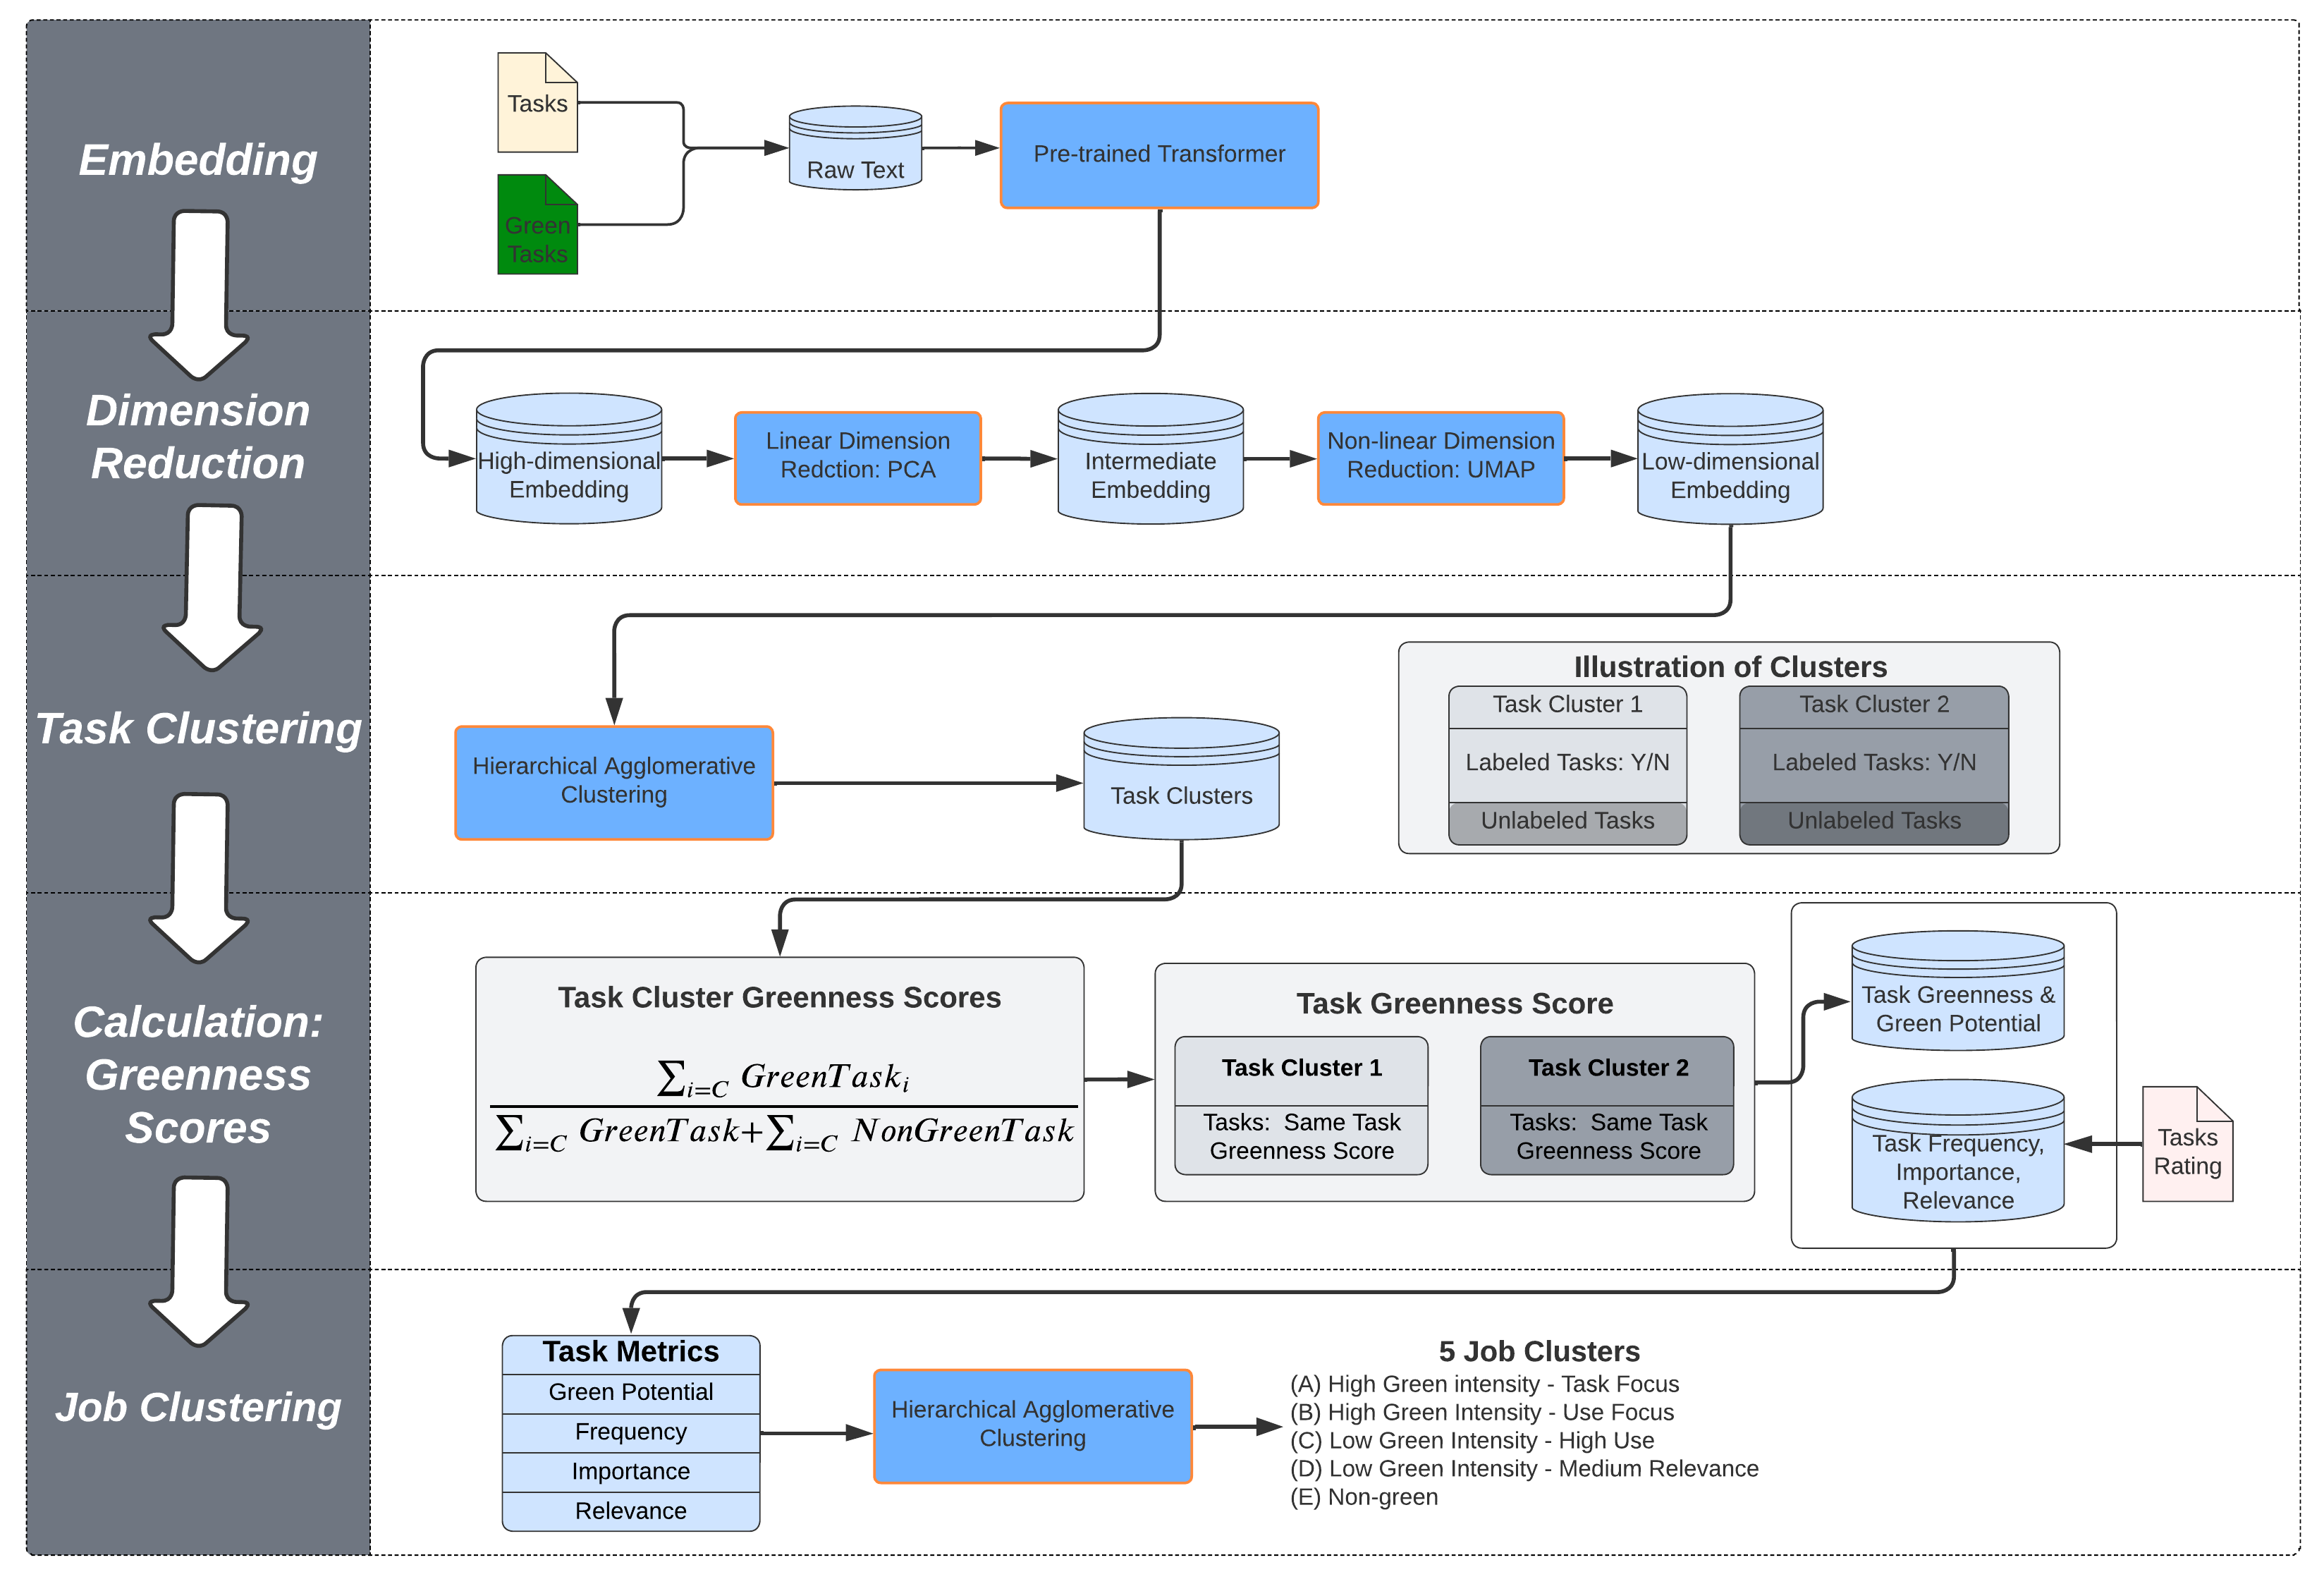 Embedding
Tasks
Green
Tasks
Raw Text
Pre-trained Transformer
Dimension
Reduction
High-dimensional
Embedding
Linear Dimension
Redction: PCA
Intermediate
Embedding
Non-linear Dimension
Reduction: UMAP
Low-dimensional
Embedding
Task Clustering
Hierarchical Agglomerative
Clustering
Task Clusters
Illustration of Clusters
Task Cluster 1
Labeled Tasks: Y/N
Unlabeled Tasks
Task Cluster 2
Labeled Tasks: Y/N
Unlabeled Tasks
Calculation:
Greenness
Scores
Task Cluster Greenness Scores
∑i=C GreenTaski
∑i=C GreenTask+∑i=C NonGreenTask
Task Greenness Score
Task Cluster 1
Tasks: Same Task
Greenness Score
Task Cluster 2
Tasks: Same Task
Greenness Score
Task Greenness &
Green Potential
Task Frequency,
Importance,
Relevance
Tasks
Rating
Job Clustering
Task Metrics
Green Potential
Frequency
Importance
Relevance
Hierarchical Agglomerative
Clustering
5 Job Clusters
(A) High Green intensity - Task Focus
(B) High Green Intensity - Use Focus
(C) Low Green Intensity - High Use
(D) Low Green Intensity - Medium Relevance
(E) Non-green